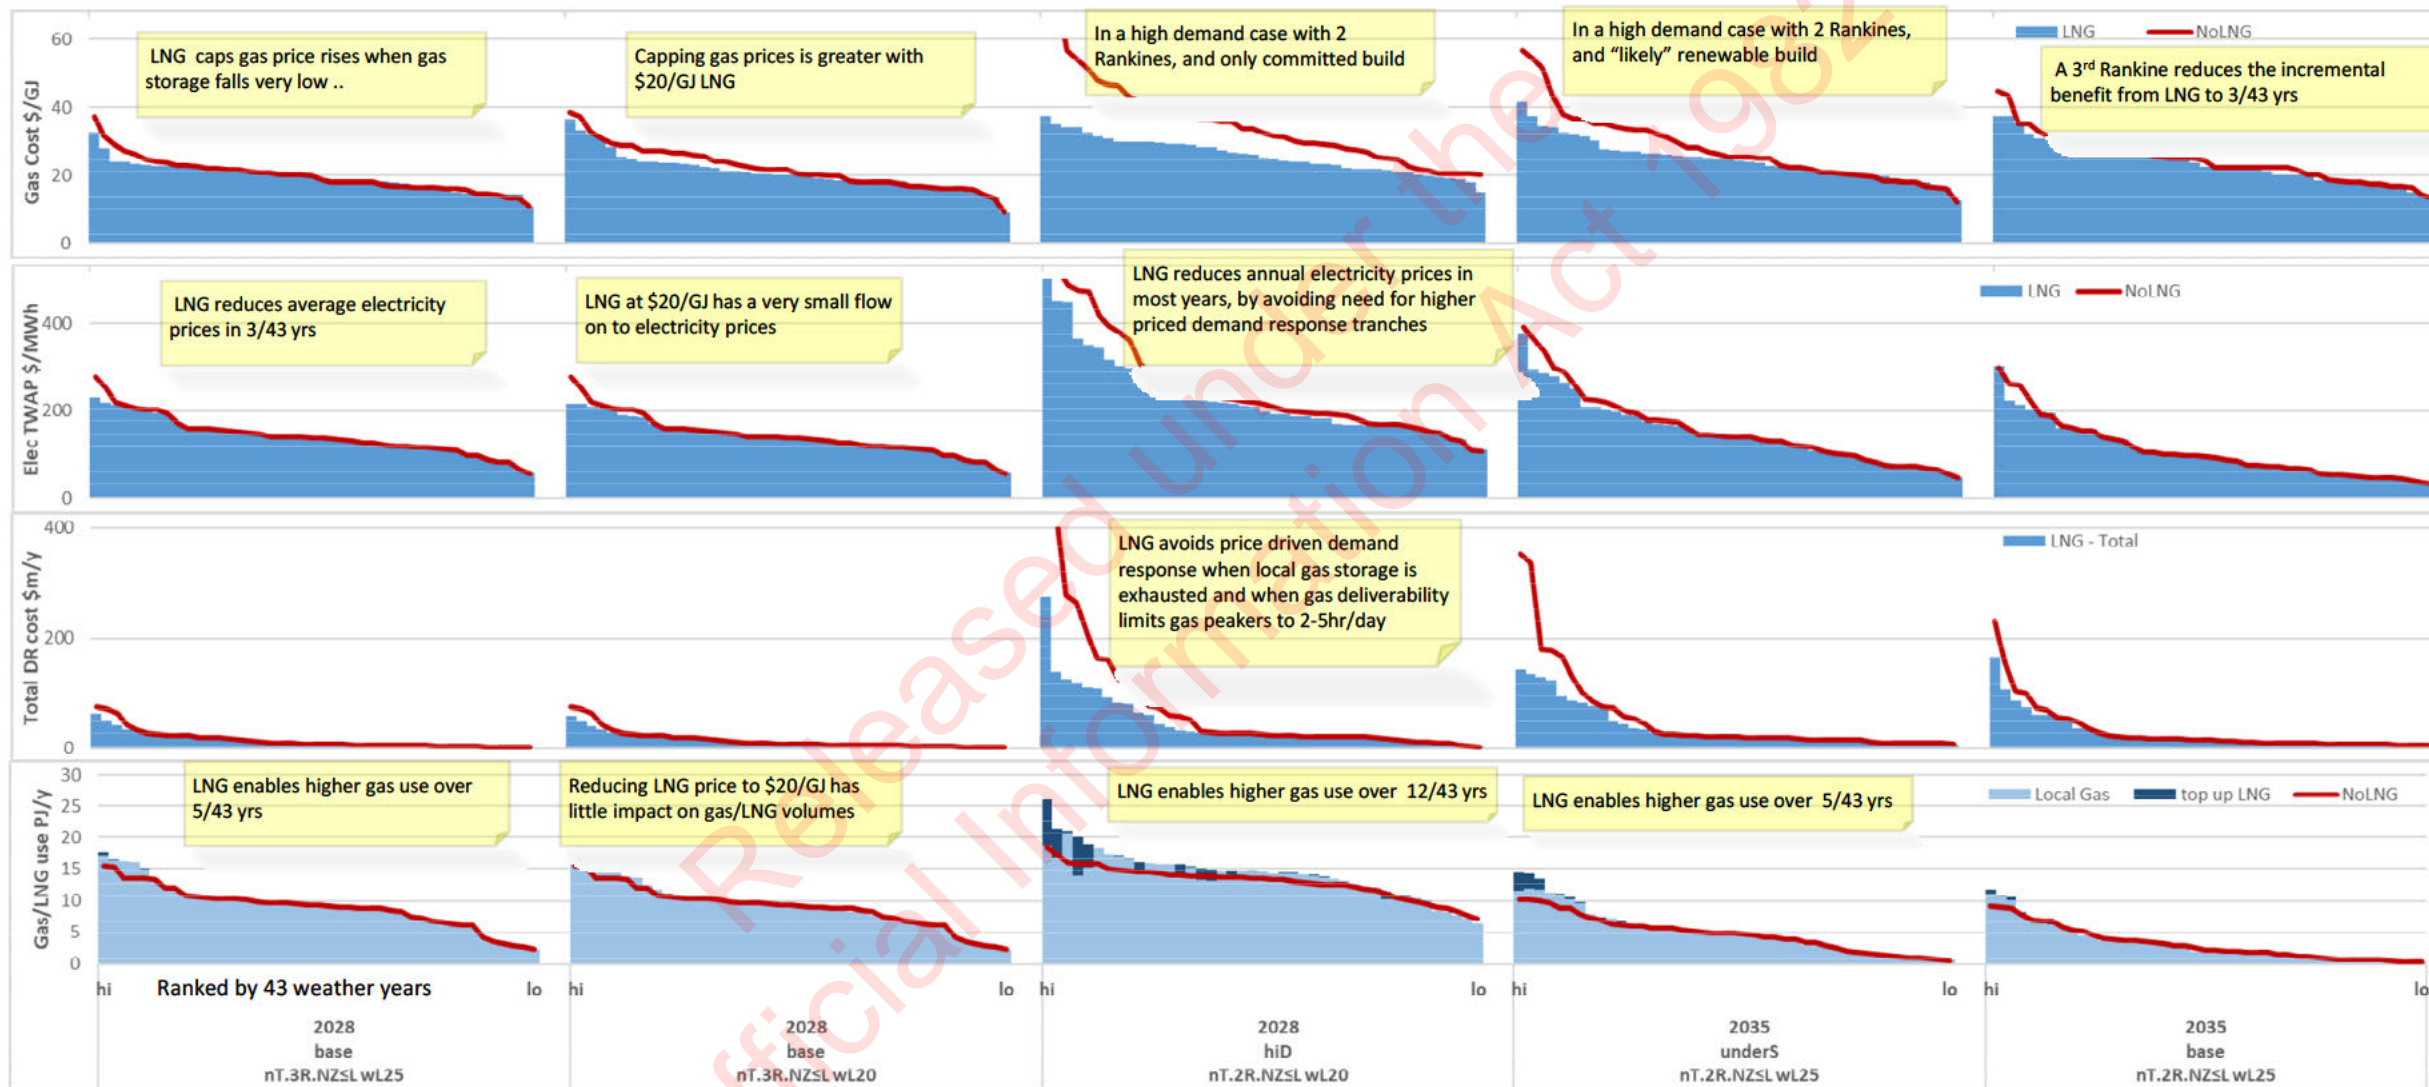 Gas Cost $/GJ
60
40
20
0
LNG caps gas price rises when gas
storage falls very low ..
Capping gas prices is greater with
$20/GJ LNG
In a high demand case with 2
Rankines, and only committed build
In a high demand case with 2 Rankines,
and “likely” renewable build
LNG
NoLNG
A 3rd Rankine reduces the incremental
benefit from LNG to 3/43 yrs
Elec TWAP $/MWh
400
200
0
LNG reduces average electricity
prices in 3/43 yrs
LNG at $20/GJ has a very small flow
on to electricity prices
LNG reduces annual electricity prices in
most years, by avoiding need for higher
priced demand response tranches
LNG
NoLNG
Total DR cost $m/y
400
200
0
LNG avoids price driven demand
response when local gas storage is
exhausted and when gas deliverability
limits gas peakers to 2-5hr/day
LNG - Total
Gas/LNG use PJ/y
30
25
20
15
10
5
0
LNG enables higher gas use over
5/43 yrs
Reducing LNG price to $20/GJ has
little impact on gas/LNG volumes
LNG enables higher gas use over 12/43 yrs
LNG enables higher gas use over 5/43 yrs
Local Gas
top up LNG
NoLNG
hi
Ranked by 43 weather years
lo
hi
lo
hi
lo
hi
lo
hi
lo
2028
base
nT.3R.NZ≤L wL25
2028
base
nT.3R.NZ≤L wL20
2028
hiD
nT.2R.NZ≤L wL20
2035
underS
nT.2R.NZ≤L wL25
2035
base
nT.2R.NZ≤L wL25
Released under the
Official Information Act 1982